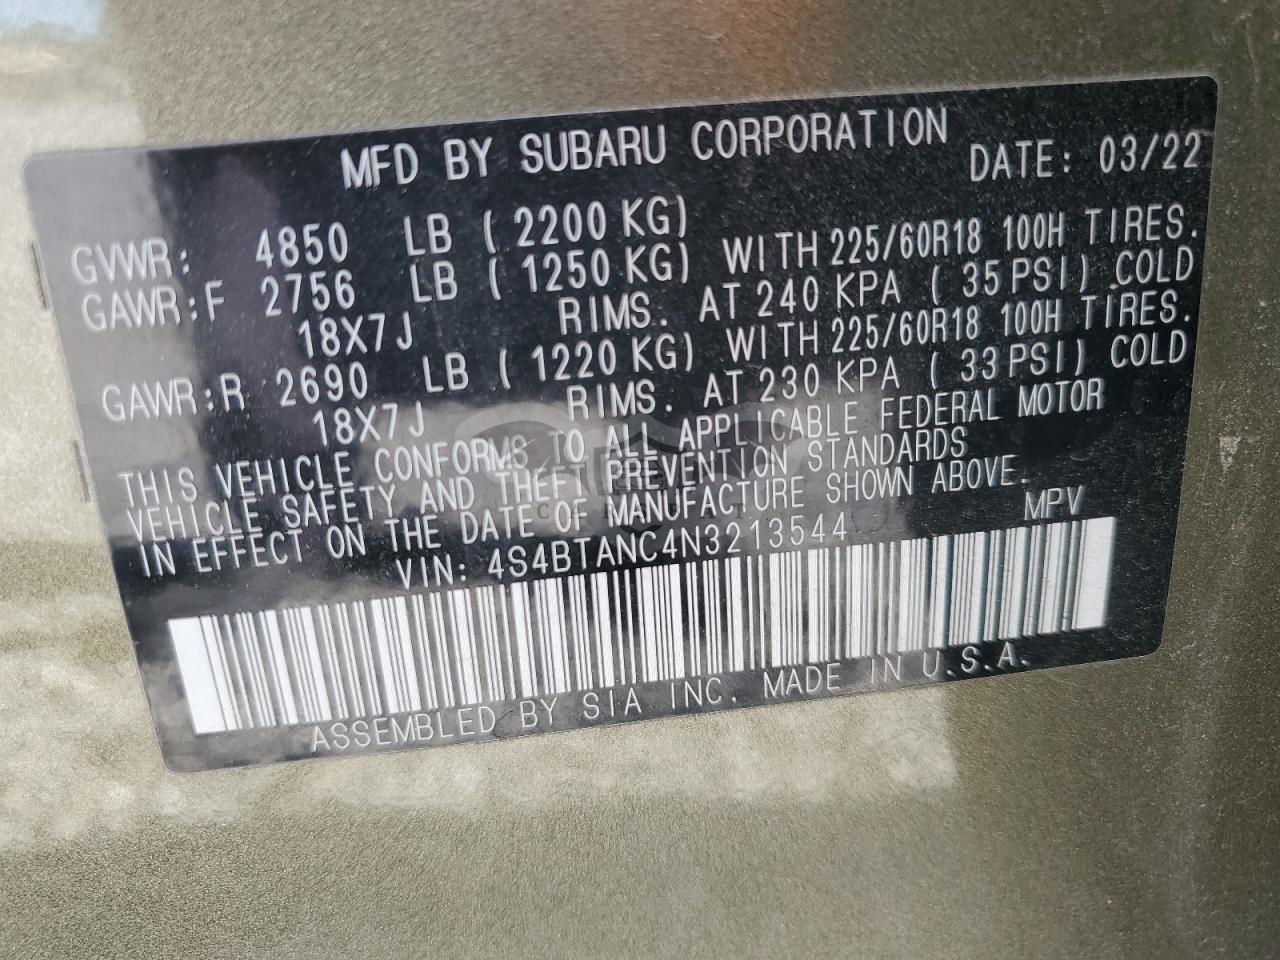 MFD BY SUBARU CORPORATION
DATE: 03/22
GVWR: 4850 LB ( 2200 KG)
GAWR:F 2756 LB ( 1250 KG) WITH 225/60R18 100H TIRES.
18X7J RIMS. AT 240 KPA ( 35 PSI) COLD
GAWR:R 2690 LB ( 1220 KG) WITH 225/60R18 100H TIRES.
18X7J RIMS. AT 230 KPA ( 33 PSI) COLD
THIS VEHICLE CONFORMS TO ALL APPLICABLE FEDERAL MOTOR
VEHICLE SAFETY AND THEFT PREVENTION STANDARDS
IN EFFECT ON THE DATE OF MANUFACTURE SHOWN ABOVE.
VIN: 4S4BTANC4N3213544 MPV
ASSEMBLED BY SIA INC. MADE IN U.S.A.